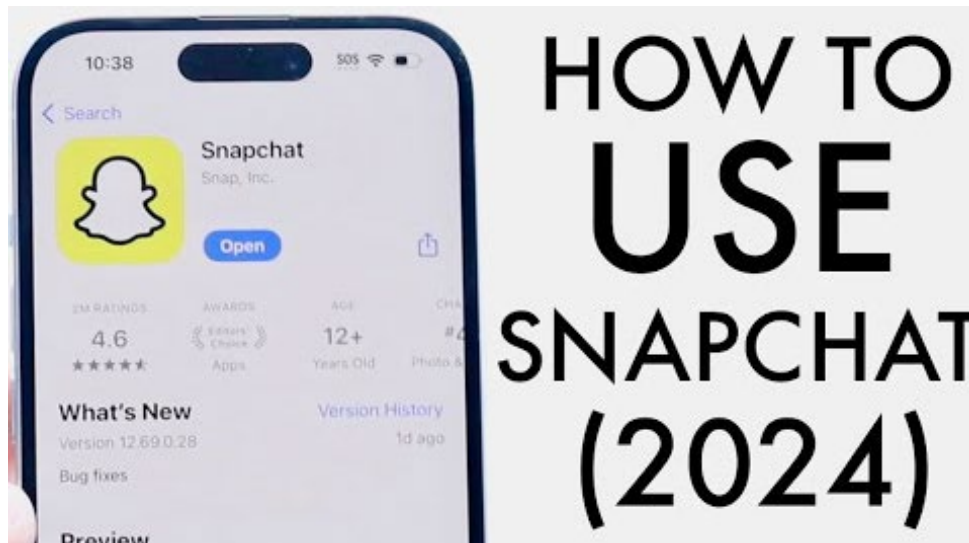 10:38
SOS
Search
Snapchat
Snap, Inc.
Open
2M RATINGS
AWARDS
AGE
4.6
Editors'
Choice
12+
#4
Apps
Years Old
Photo &
What's New
Version History
Version 12.69.0.28
1d ago
Bug fixes
Preview
HOW TO
USE
SNAPCHAT
(2024)